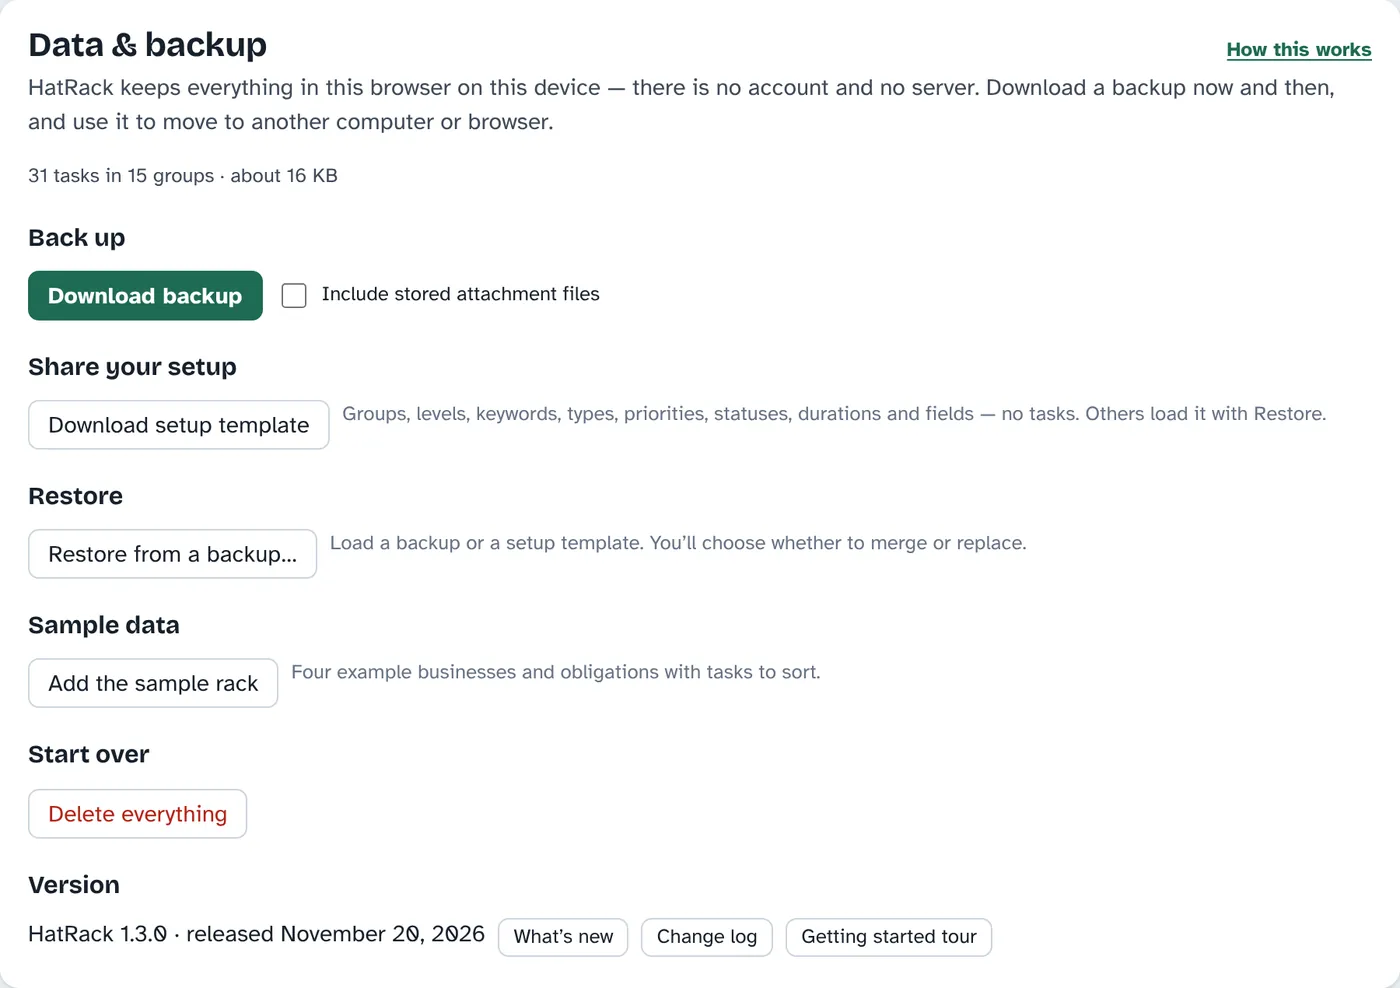 Data & backup
How this works
HatRack keeps everything in this browser on this device — there is no account and no server. Download a backup now and then,
and use it to move to another computer or browser.
31 tasks in 15 groups · about 16 KB
Back up
Download backup
Include stored attachment files
Share your setup
Download setup template
Groups, levels, keywords, types, priorities, statuses, durations and fields — no tasks. Others load it with Restore.
Restore
Restore from a backup…
Load a backup or a setup template. You’ll choose whether to merge or replace.
Sample data
Add the sample rack
Four example businesses and obligations with tasks to sort.
Start over
Delete everything
Version
HatRack 1.3.0 · released November 20, 2026
What’s new
Change log
Getting started tour